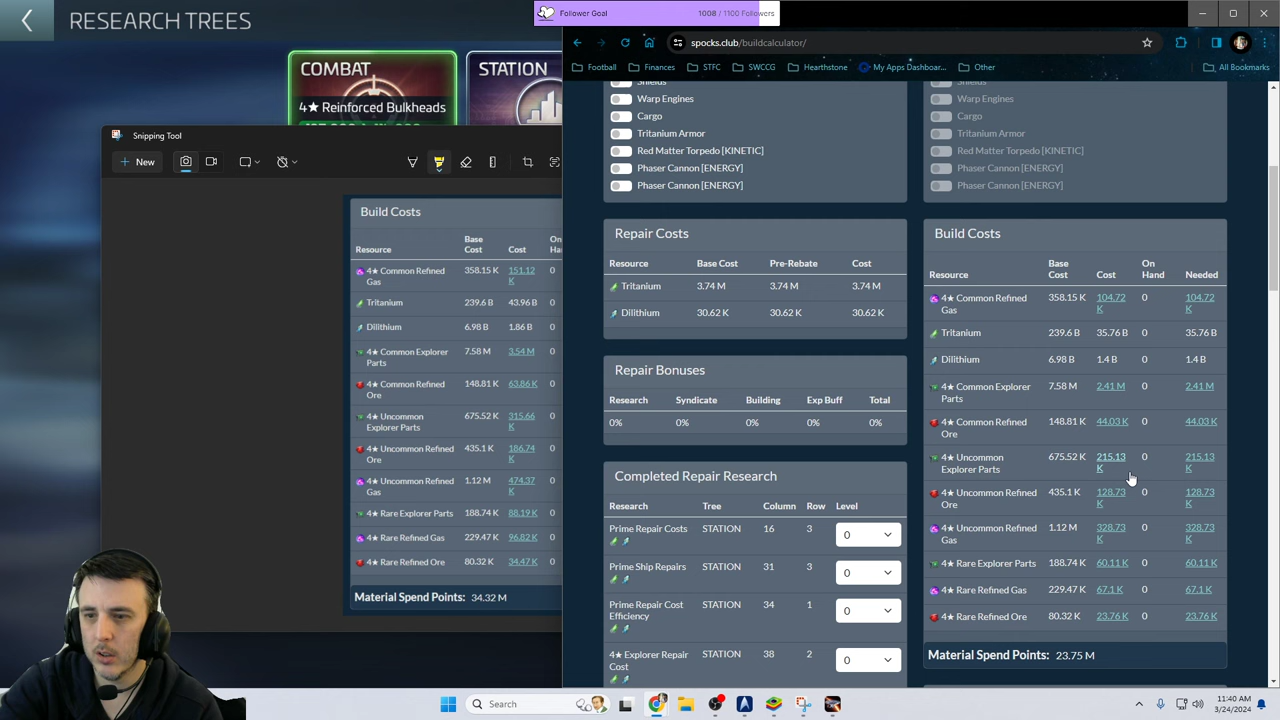 RESEARCH TREES
Follower Goal
1008 / 1100 Followers
COMBAT
STATION
4★ Reinforced Bulkheads
spocks.club/buildcalculator/
Football
Finances
STFC
SWCCG
Hearthstone
My Apps Dashboar...
Other
All Bookmarks
Snipping Tool
New
Build Costs
Resource Base Cost Cost On Ha
4★ Common Refined Gas 358.15 K 151.12 K 0
Tritanium 239.6 B 43.96 B 0
Dilithium 6.98 B 1.86 B 0
4★ Common Explorer Parts 7.58 M 3.54 M 0
4★ Common Refined Ore 148.81 K 63.86 K 0
4★ Uncommon Explorer Parts 675.52 K 315.66 K 0
4★ Uncommon Refined Ore 435.1 K 186.74 K 0
4★ Uncommon Refined Gas 1.12 M 474.37 K 0
4★ Rare Explorer Parts 188.74 K 88.19 K 0
4★ Rare Refined Gas 229.47 K 96.82 K 0
4★ Rare Refined Ore 80.32 K 34.47 K 0
Material Spend Points: 34.32 M
Shields
Warp Engines
Cargo
Tritanium Armor
Red Matter Torpedo [KINETIC]
Phaser Cannon [ENERGY]
Phaser Cannon [ENERGY]
Repair Costs
Resource Base Cost Pre-Rebate Cost
Tritanium 3.74 M 3.74 M 3.74 M
Dilithium 30.62 K 30.62 K 30.62 K
Repair Bonuses
Research Syndicate Building Exp Buff Total
0% 0% 0% 0% 0%
Completed Repair Research
Research Tree Column Row Level
Prime Repair Costs STATION 16 3 0
Prime Ship Repairs STATION 31 3 0
Prime Repair Cost Efficiency STATION 34 1 0
4★ Explorer Repair Cost STATION 38 2 0
Shields
Warp Engines
Cargo
Tritanium Armor
Red Matter Torpedo [KINETIC]
Phaser Cannon [ENERGY]
Phaser Cannon [ENERGY]
Build Costs
Resource Base Cost Cost On Hand Needed
4★ Common Refined Gas 358.15 K 104.72 K 0 104.72 K
Tritanium 239.6 B 35.76 B 0 35.76 B
Dilithium 6.98 B 1.4 B 0 1.4 B
4★ Common Explorer Parts 7.58 M 2.41 M 0 2.41 M
4★ Common Refined Ore 148.81 K 44.03 K 0 44.03 K
4★ Uncommon Explorer Parts 675.52 K 215.13 K 0 215.13 K
4★ Uncommon Refined Ore 435.1 K 128.73 K 0 128.73 K
4★ Uncommon Refined Gas 1.12 M 328.73 K 0 328.73 K
4★ Rare Explorer Parts 188.74 K 60.11 K 0 60.11 K
4★ Rare Refined Gas 229.47 K 67.1 K 0 67.1 K
4★ Rare Refined Ore 80.32 K 23.76 K 0 23.76 K
Material Spend Points: 23.75 M
Search
11:40 AM
3/24/2024